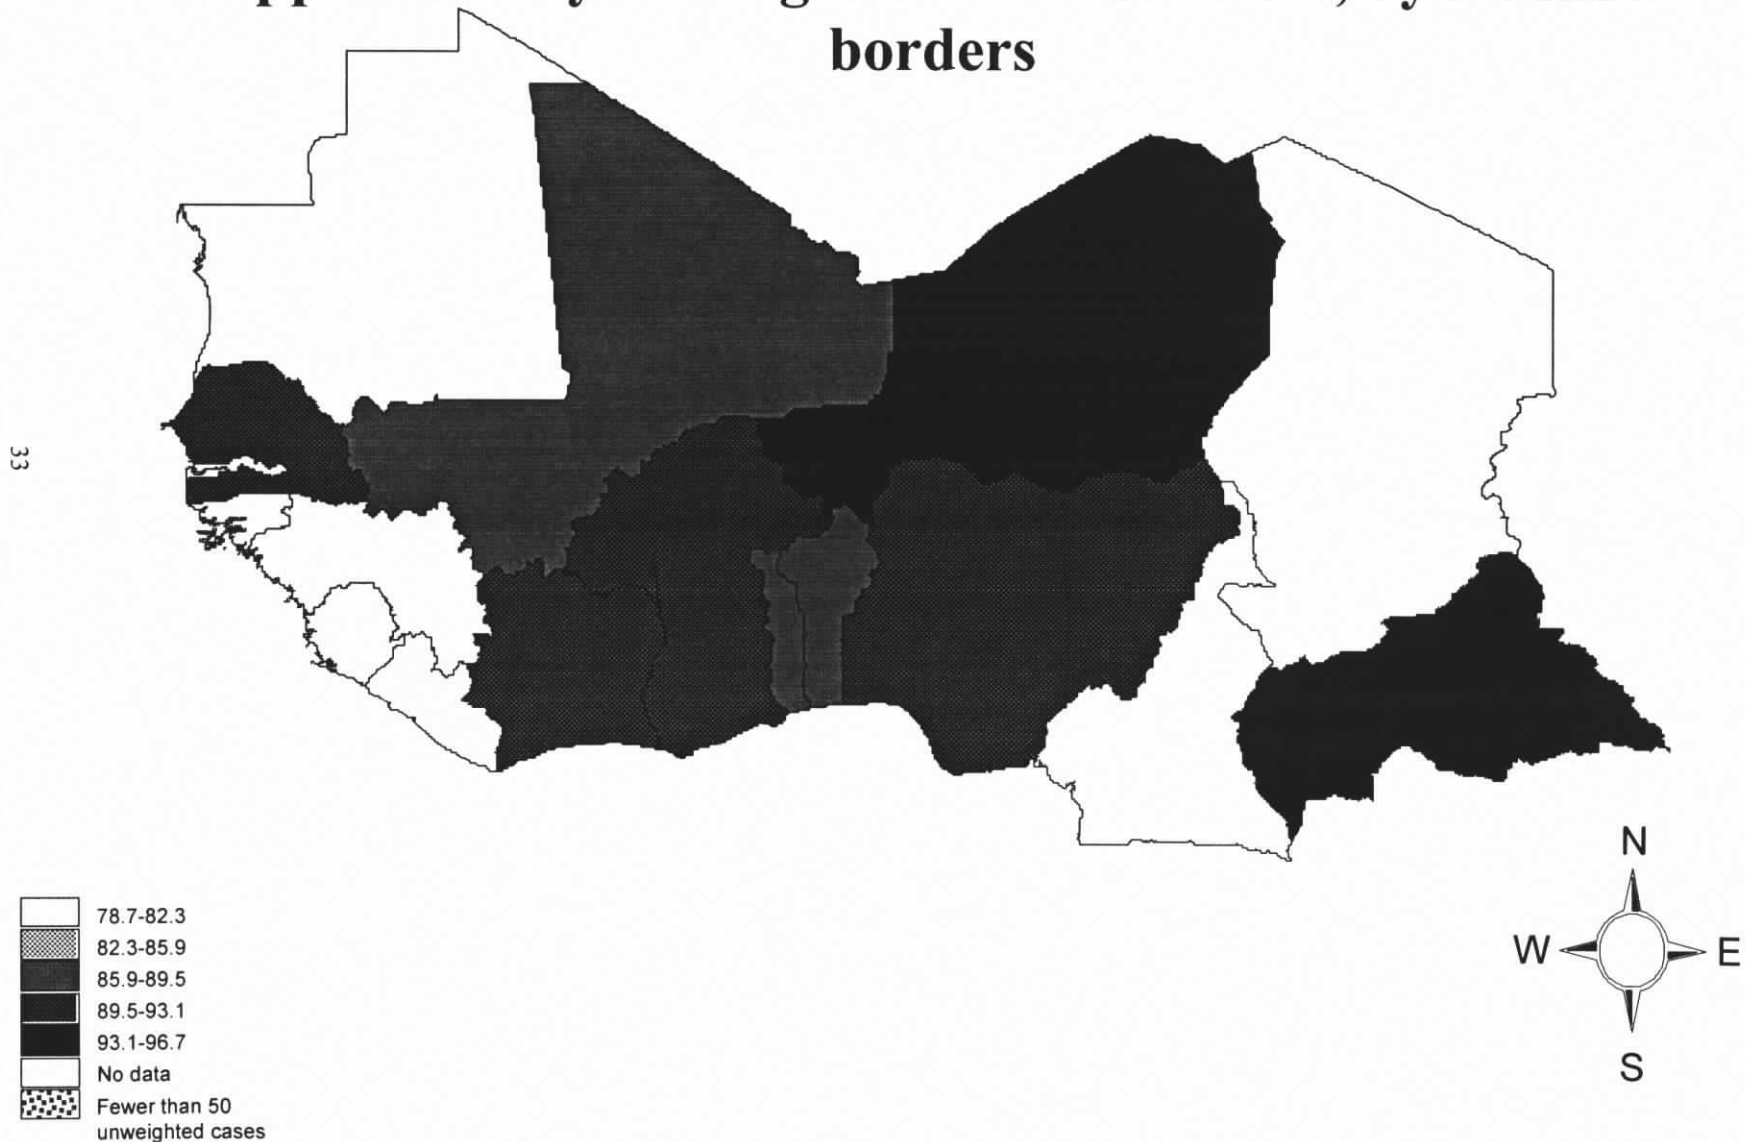 borders
33
78.7-82.3
82.3-85.9
85.9-89.5
89.5-93.1
93.1-96.7
No data
Fewer than 50
unweighted cases
N
W
E
S